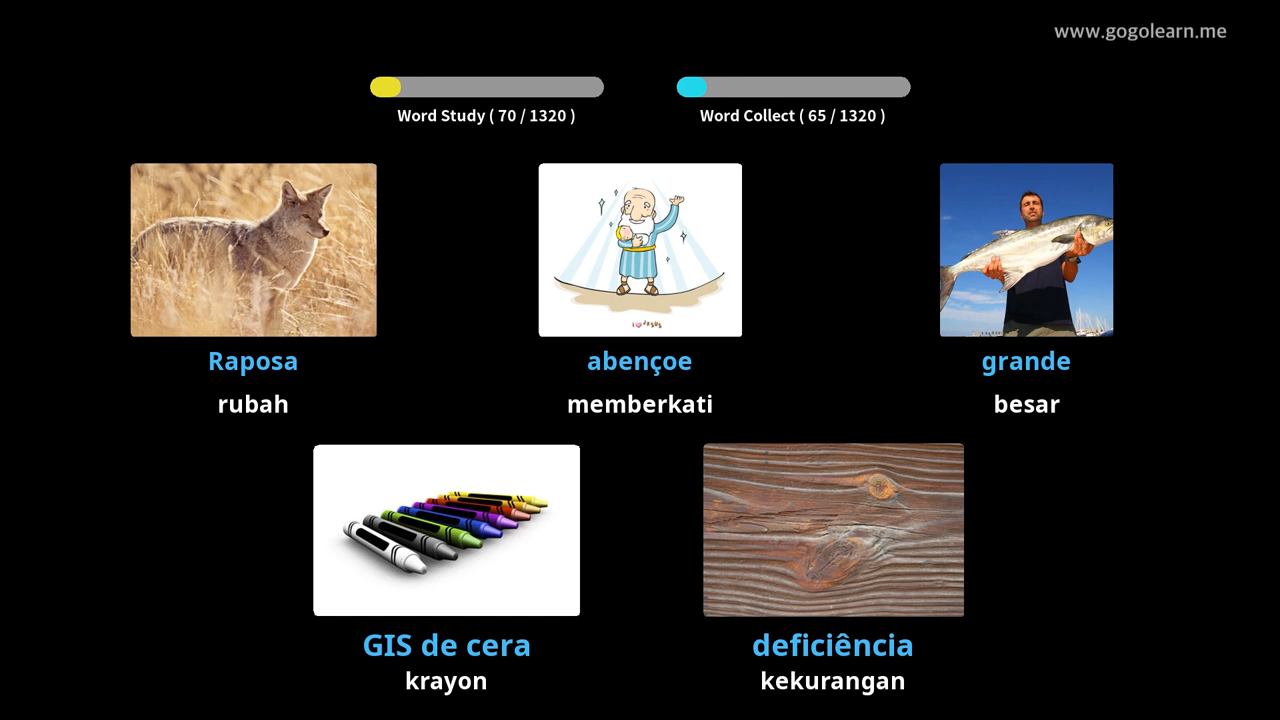 www.gogolearn.me
Word Study ( 70 / 1320 )
Word Collect ( 65 / 1320 )
I ♥ JESUS
Raposa
abençoe
grande
rubah
memberkati
besar
GIS de cera
deficiência
krayon
kekurangan